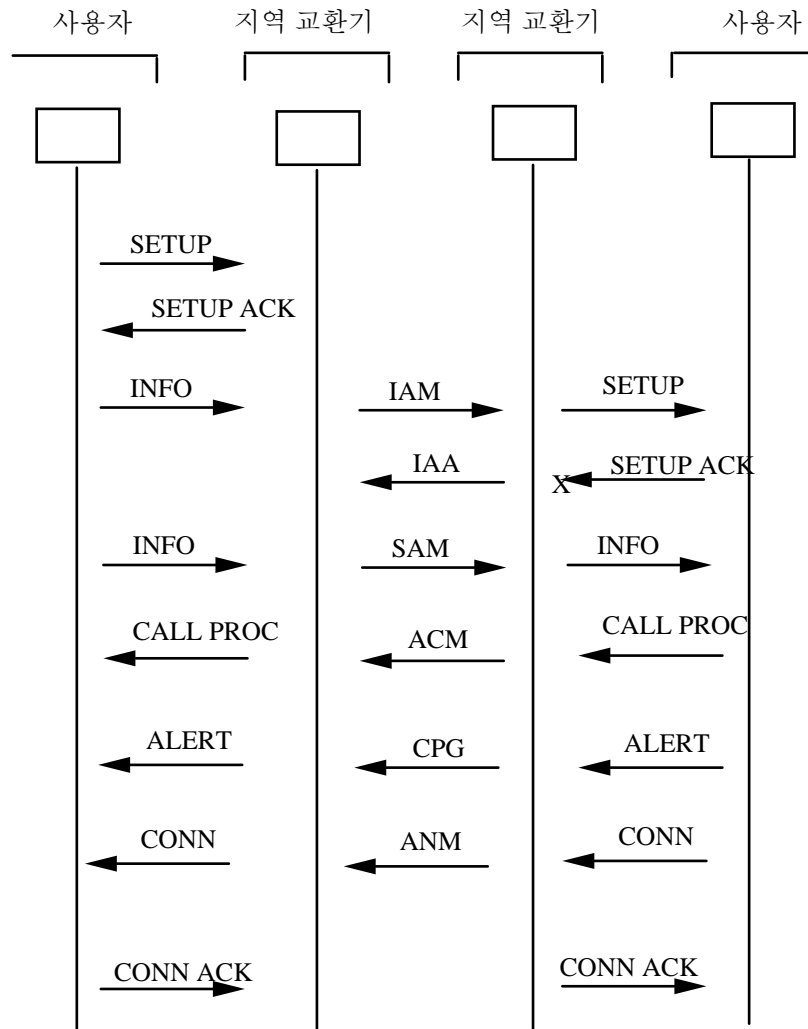 사용자 지역 교환기 지역 교환기 사용자
SETUP
SETUP ACK
INFO IAM SETUP
IAA X SETUP ACK
INFO SAM INFO
CALL PROC ACM CALL PROC
ALERT CPG ALERT
CONN ANM CONN
CONN ACK CONN ACK